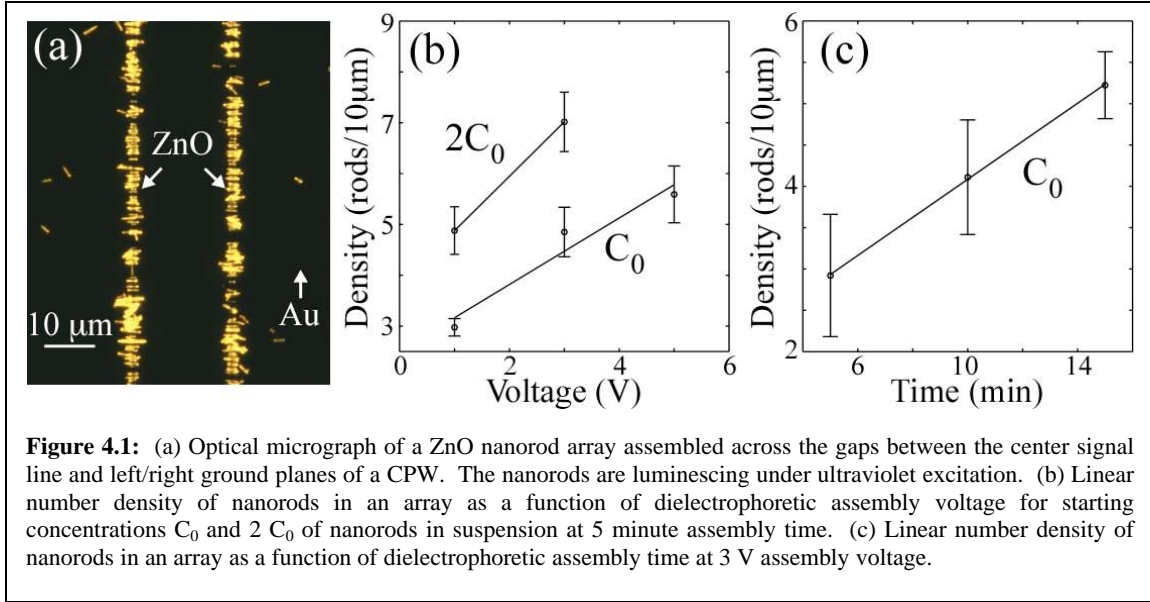 (a)
ZnO
Au
10 μm
(b)
Density (rods/10μm)
9
7
5
3
2C₀
C₀
0 2 4 6
Voltage (V)
(c)
Density (rods/10μm)
6
4
2
C₀
6 10 14
Time (min)
Figure 4.1: (a) Optical micrograph of a ZnO nanorod array assembled across the gaps between the center signal
line and left/right ground planes of a CPW. The nanorods are luminescing under ultraviolet excitation. (b) Linear
number density of nanorods in an array as a function of dielectrophoretic assembly voltage for starting
concentrations C₀ and 2 C₀ of nanorods in suspension at 5 minute assembly time. (c) Linear number density of
nanorods in an array as a function of dielectrophoretic assembly time at 3 V assembly voltage.